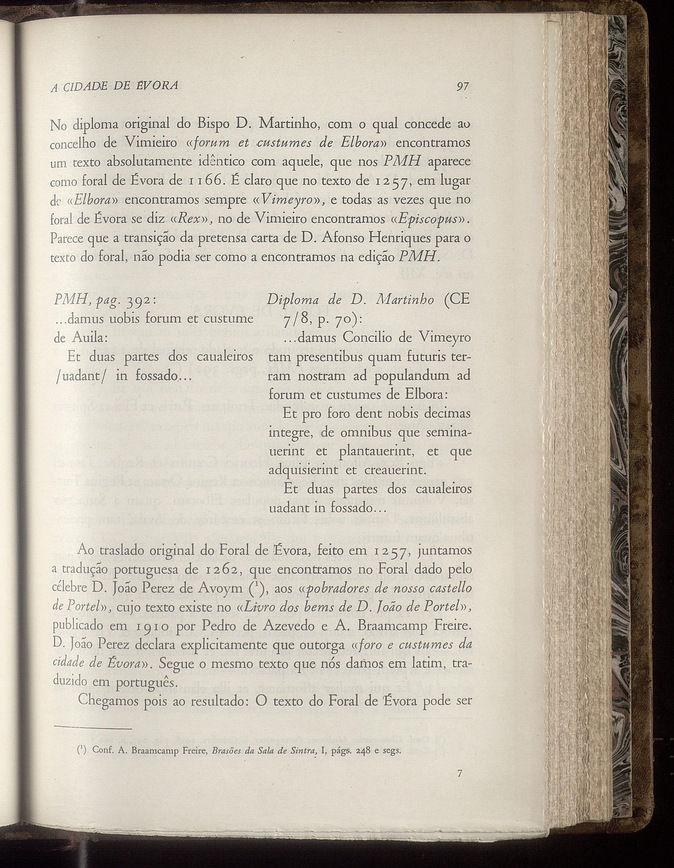 A CIDADE DE ÉVORA 97
No diploma original do Bispo D. Martinho, com o qual concede ao
concelho de Vimieiro «forum et custumes de Elbora» encontramos
um texto absolutamente idêntico com aquele, que nos PMH aparece
como foral de Évora de 1166. É claro que no texto de 1257, em lugar
de «Elbora» encontramos sempre «Vimeyro», e todas as vezes que no
foral de Évora se diz «Rex», no de Vimieiro encontramos «Episcopus».
Parece que a transição da pretensa carta de D. Afonso Henriques para o
texto do foral, não podia ser como a encontramos na edição PMH.
PMH, pag. 392:
...damus uobis forum et custume
de Auila:
Et duas partes dos caualeiros
/uadant/ in fossado...
Diploma de D. Martinho (CE
7/8, p. 70):
...damus Concilio de Vimeyro
tam presentibus quam futuris ter-
ram nostram ad populandum ad
forum et custumes de Elbora:
Et pro foro dent nobis decimas
integre, de omnibus que semina-
uerint et plantauerint, et que
adquisierint et creauerint.
Et duas partes dos caualeiros
uadant in fossado...
Ao traslado original do Foral de Évora, feito em 1257, juntamos
a tradução portuguesa de 1262, que encontramos no Foral dado pelo
célebre D. João Perez de Avoym (¹), aos «pobradores de nosso castello
de Portel», cujo texto existe no «Livro dos bems de D. João de Portel»,
publicado em 1910 por Pedro de Azevedo e A. Braamcamp Freire.
D. João Perez declara explicitamente que outorga «foro e custumes da
cidade de Évora». Segue o mesmo texto que nós damos em latim, tra-
duzido em português.
Chegamos pois ao resultado: O texto do Foral de Évora pode ser
(¹) Conf. A. Braamcamp Freire, Brasões da Sala de Sintra, I, págs. 248 e segs.
7